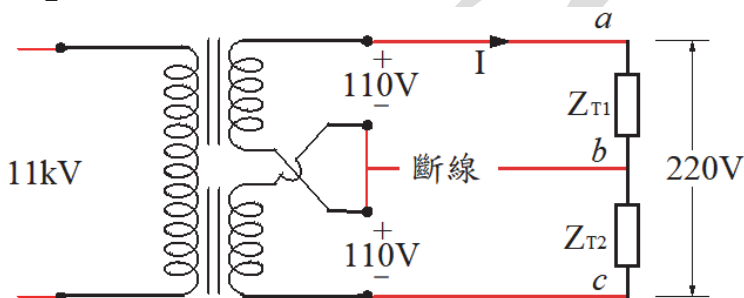 a
+
110V
−
I
Z_T1
11kV
斷線
b
220V
+
110V
−
Z_T2
c